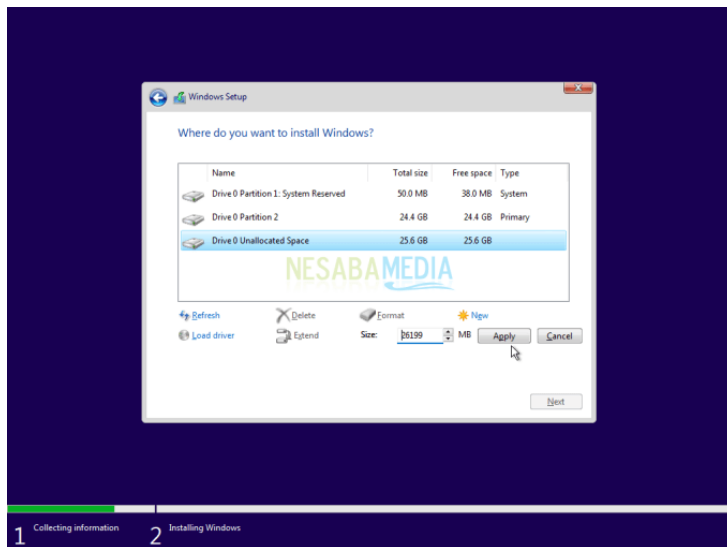 Windows Setup
Where do you want to install Windows?
Name Total size Free space Type
Drive 0 Partition 1: System Reserved 50.0 MB 38.0 MB System
Drive 0 Partition 2 24.4 GB 24.4 GB Primary
Drive 0 Unallocated Space 25.6 GB 25.6 GB
NESABAMEDIA
Refresh Delete Format New
Load driver Extend Size: 26199 MB Apply Cancel
Next
1 Collecting information 2 Installing Windows